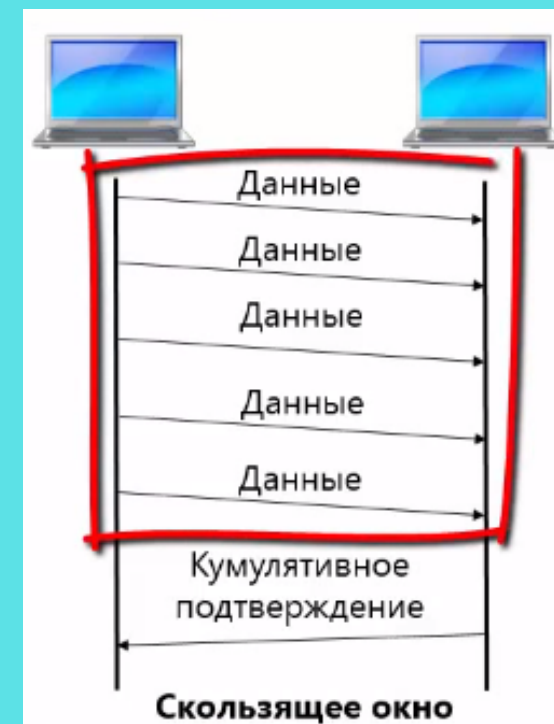 Данные
Данные
Данные
Данные
Данные
Кумулятивное
подтверждение
Скользящее окно